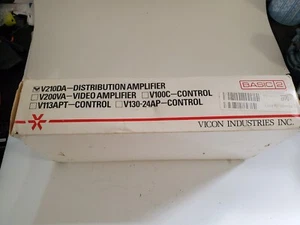 V210DA-DISTRIBUTION AMPLIFIER
V200VA-VIDEO AMPLIFIER V100C-CONTROL
V113APT-CONTROL V130-24AP-CONTROL
BASIC 2
VICON INDUSTRIES INC.